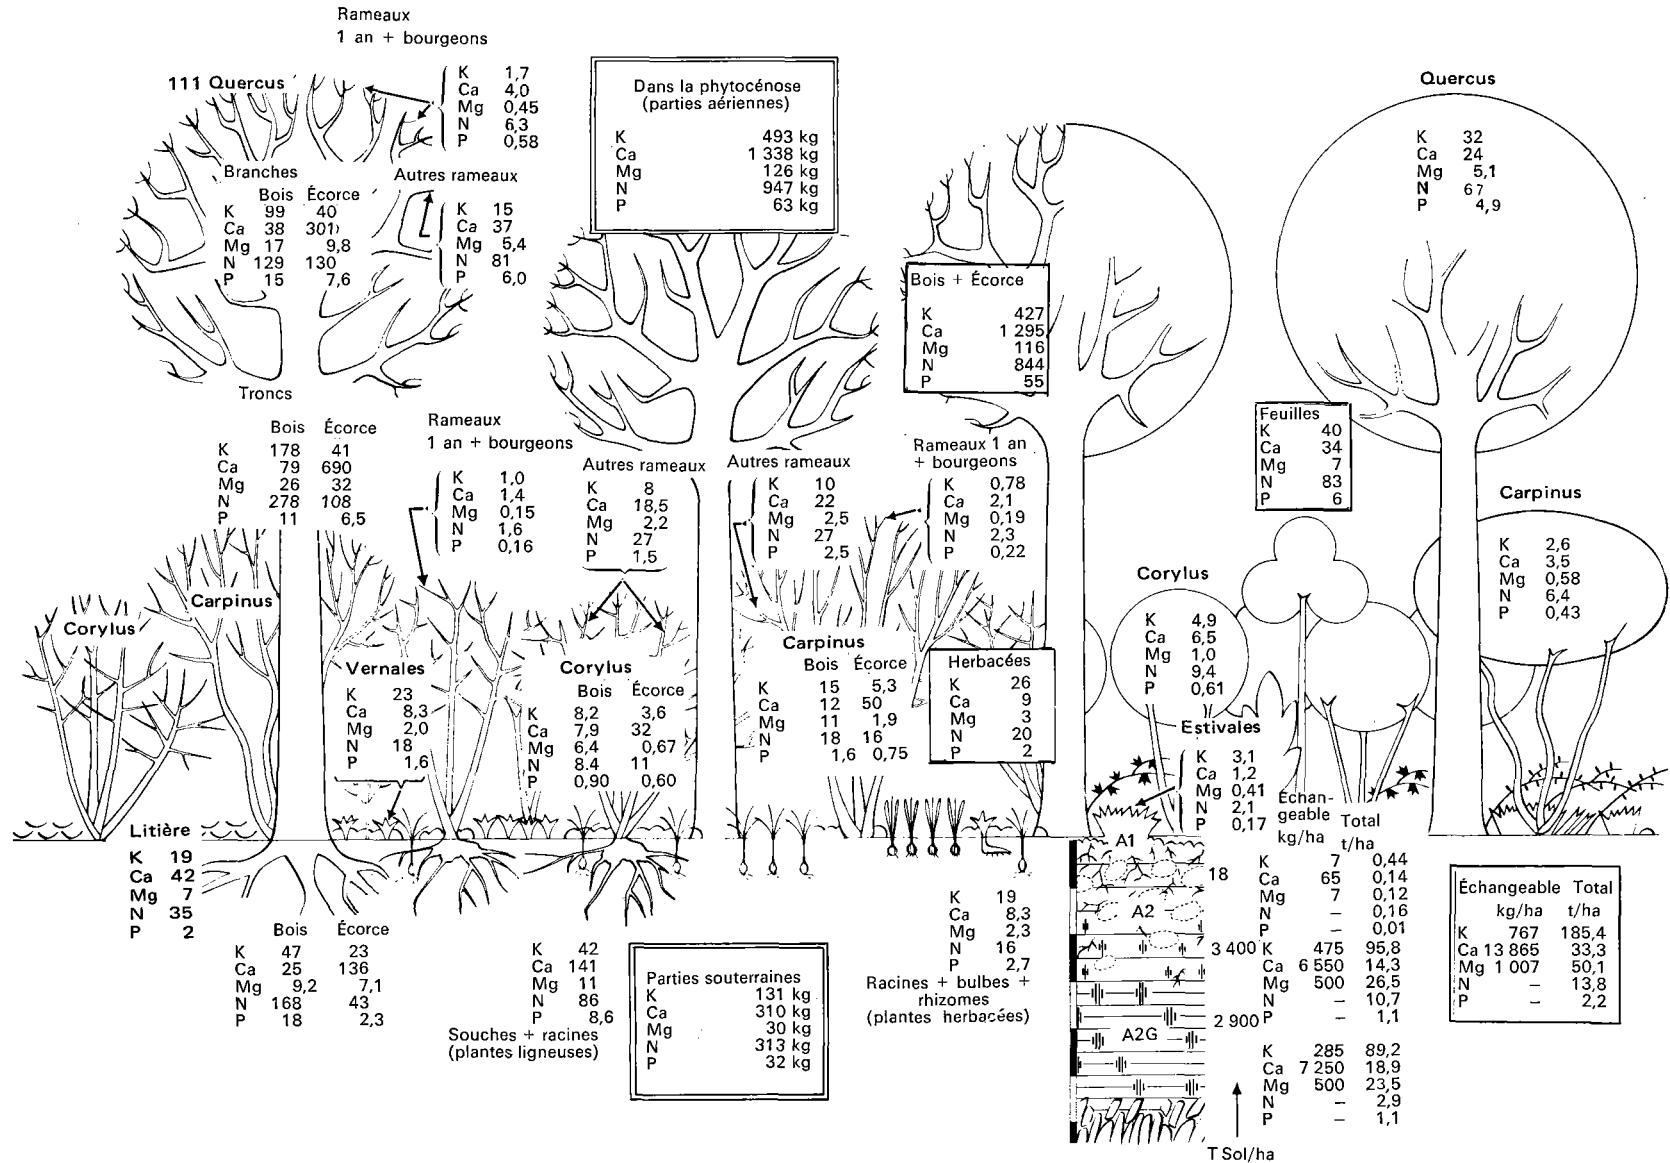 Rameaux
1 an + bourgeons
111 Quercus
K 1,7
Ca 4,0
Mg 0,45
N 6,3
P 0,58
Branches
Bois Écorce
K 99 40
Ca 38 301
Mg 17 9,8
N 129 130
P 15 7,6
Autres rameaux
K 15
Ca 37
Mg 5,4
N 81
P 6,0
Dans la phytocénose
(parties aériennes)
K 493 kg
Ca 1 338 kg
Mg 126 kg
N 947 kg
P 63 kg
Bois + Écorce
K 427
Ca 1 295
Mg 116
N 844
P 55
Quercus
K 32
Ca 24
Mg 5,1
N 67
P 4,9
Troncs
Bois Écorce
K 178 41
Ca 79 690
Mg 26 32
N 278 108
P 11 6,5
Rameaux
1 an + bourgeons
K 1,0
Ca 1,4
Mg 0,15
N 1,6
P 0,16
Autres rameaux
K 8
Ca 18,5
Mg 2,2
N 27
P 1,5
Autres rameaux
K 10
Ca 22
Mg 2,5
N 27
P 2,5
Rameaux 1 an
+ bourgeons
K 0,78
Ca 2,1
Mg 0,19
N 2,3
P 0,22
Feuilles
K 40
Ca 34
Mg 7
N 83
P 6
Carpinus
K 2,6
Ca 3,5
Mg 0,58
N 6,4
P 0,43
Corylus
K 4,9
Ca 6,5
Mg 1,0
N 9,4
P 0,61
Carpinus
Corylus
Vernales
K 23
Ca 8,3
Mg 2,0
N 18
P 1,6
Corylus
Bois Écorce
K 8,2 3,6
Ca 7,9 32
Mg 6,4 0,67
N 8.4 11
P 0,90 0,60
Carpinus
Bois Écorce
K 15 5,3
Ca 12 50
Mg 11 1,9
N 18 16
P 1,6 0,75
Herbacées
K 26
Ca 9
Mg 3
N 20
P 2
Estivales
K 3,1
Ca 1,2
Mg 0,41
N 2,1
P 0,17
Litière
K 19
Ca 42
Mg 7
N 35
P 2
Bois Écorce
K 47 23
Ca 25 136
Mg 9,2 7,1
N 168 43
P 18 2,3
K 42
Ca 141
Mg 11
N 86
P 8,6
Souches + racines
(plantes ligneuses)
Parties souterraines
K 131 kg
Ca 310 kg
Mg 30 kg
N 313 kg
P 32 kg
K 19
Ca 8,3
Mg 2,3
N 16
P 2,7
Racines + bulbes +
rhizomes
(plantes herbacées)
A1
A2
A2G
Échan-
geable Total
kg/ha t/ha
18
K 7 0,44
Ca 65 0,14
Mg 7 0,12
N – 0,16
P – 0,01
3 400
K 475 95,8
Ca 6 550 14,3
Mg 500 26,5
N – 10,7
P – 1,1
2 900
K 285 89,2
Ca 7 250 18,9
Mg 500 23,5
N – 2,9
P – 1,1
T Sol/ha
Échangeable Total
kg/ha t/ha
K 767 185,4
Ca 13 865 33,3
Mg 1 007 50,1
N – 13,8
P – 2,2